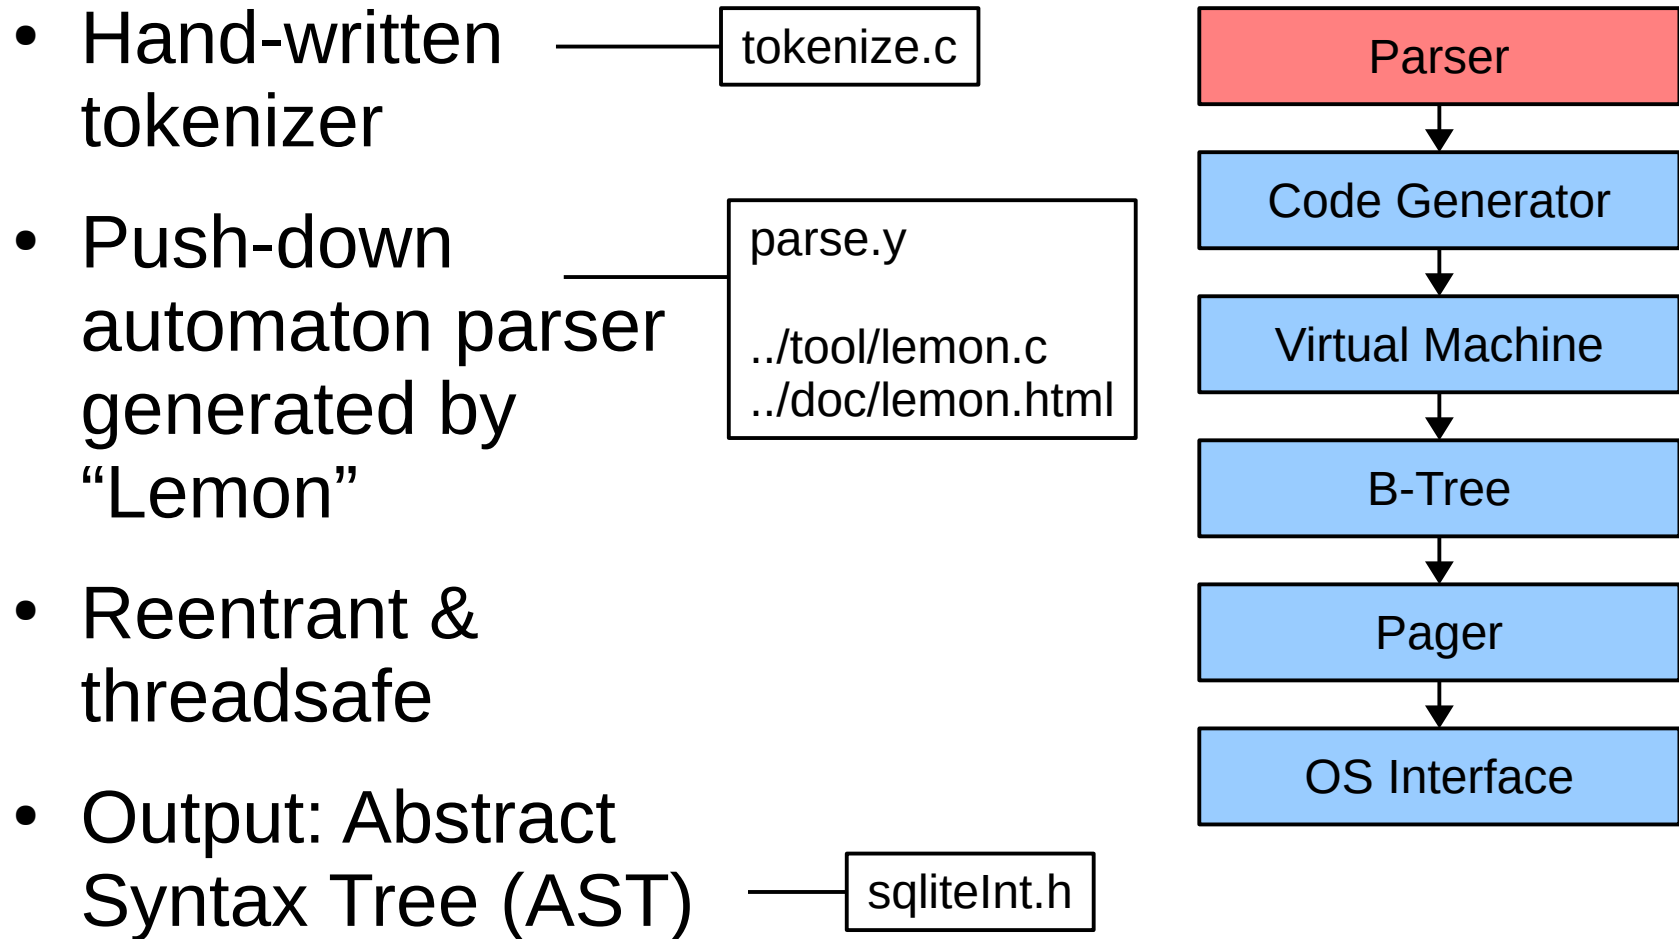 • Hand-written
tokenizer
tokenize.c
• Push-down
automaton parser
generated by
“Lemon”
parse.y
../tool/lemon.c
../doc/lemon.html
• Reentrant &
threadsafe
• Output: Abstract
Syntax Tree (AST)
sqliteInt.h
Parser
Code Generator
Virtual Machine
B-Tree
Pager
OS Interface